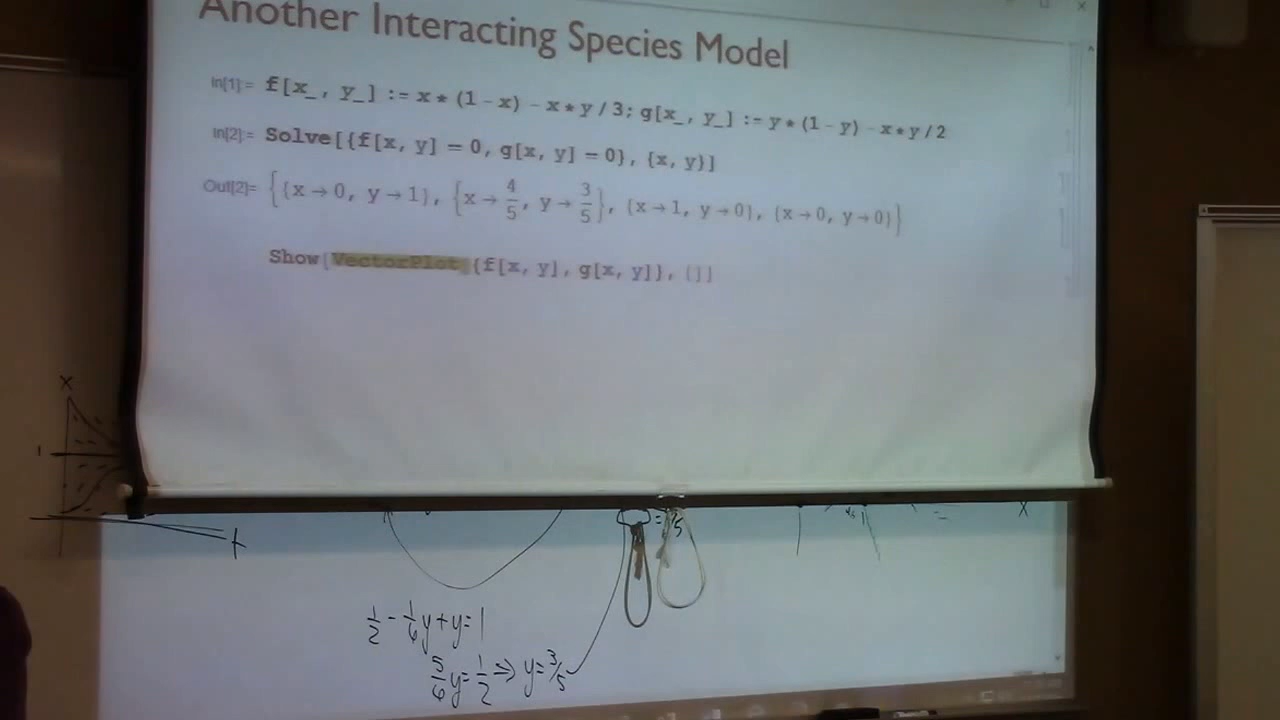 Another Interacting Species Model
In[1]:= f[x_, y_] := x * (1 - x) - x * y / 3; g[x_, y_] := y * (1 - y) - x * y / 2
In[2]:= Solve[{f[x, y] == 0, g[x, y] == 0}, {x, y}]
Out[2]= {{x → 0, y → 1}, {x → 4/5, y → 3/5}, {x → 1, y → 0}, {x → 0, y → 0}}
Show[VectorPlot[{f[x, y], g[x, y]}, {]]
x
t
x
1/2 - 1/6 y + y = 1
5/6 y = 1/2 ⇒ y = 3/5